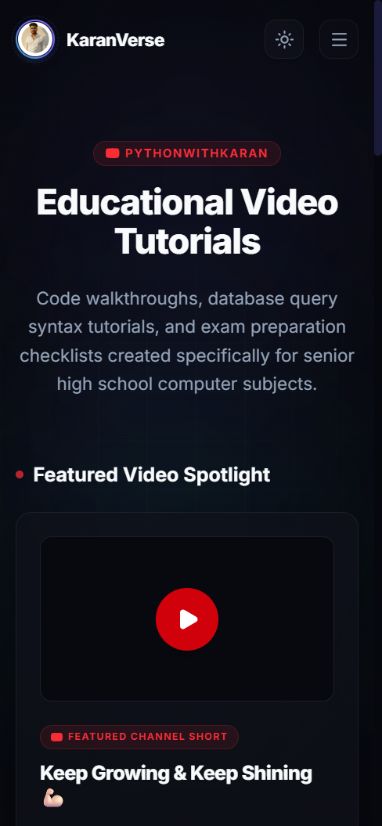 KaranVerse
PYTHONWITHKARAN
Educational Video
Tutorials
Code walkthroughs, database query
syntax tutorials, and exam preparation
checklists created specifically for senior
high school computer subjects.
Featured Video Spotlight
FEATURED CHANNEL SHORT
Keep Growing & Keep Shining
💪🏻